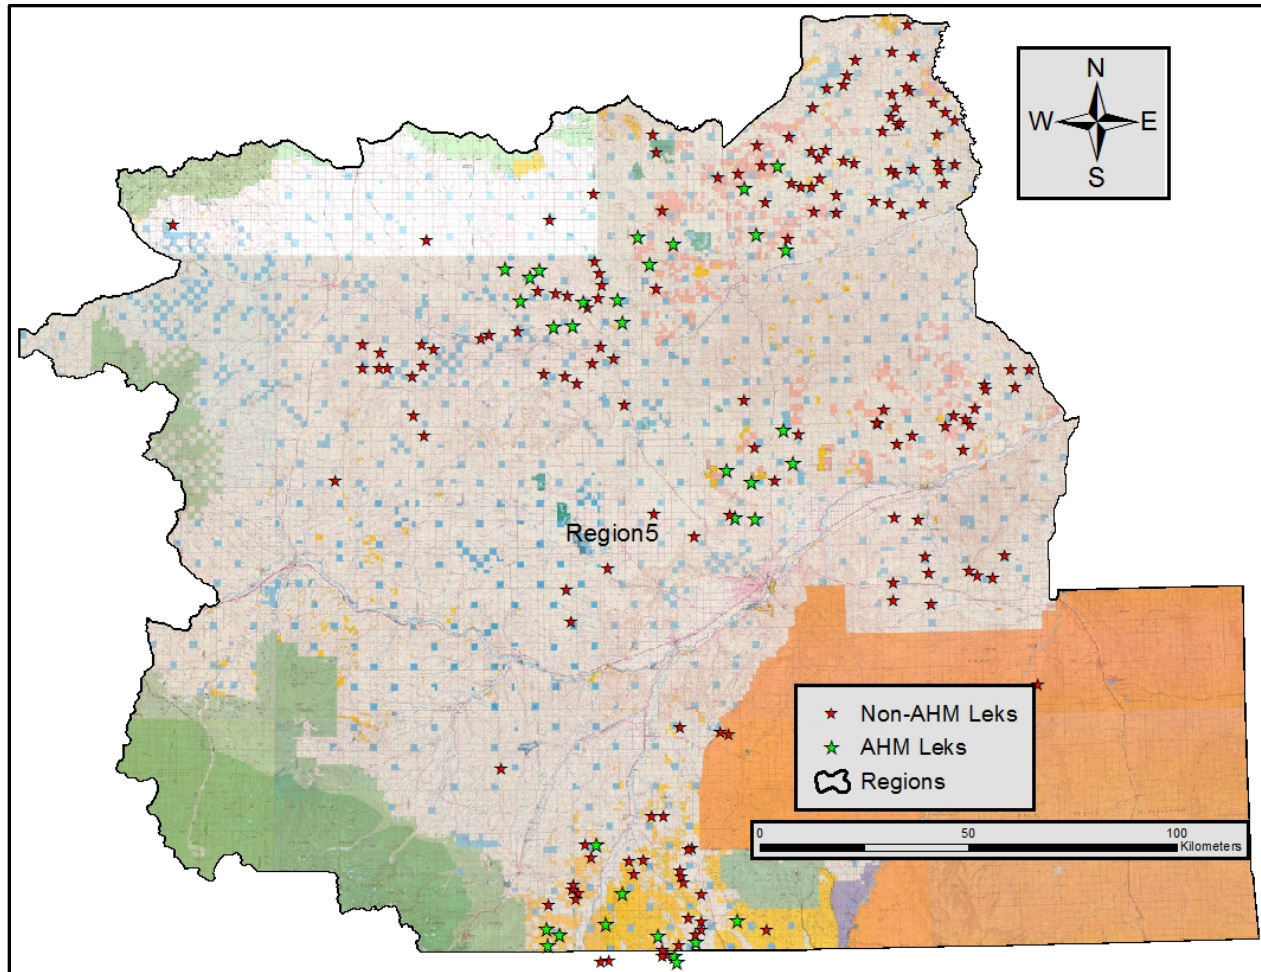 N
W E
S
Region5
Non-AHM Leks
AHM Leks
Regions
0 50 100
Kilometers